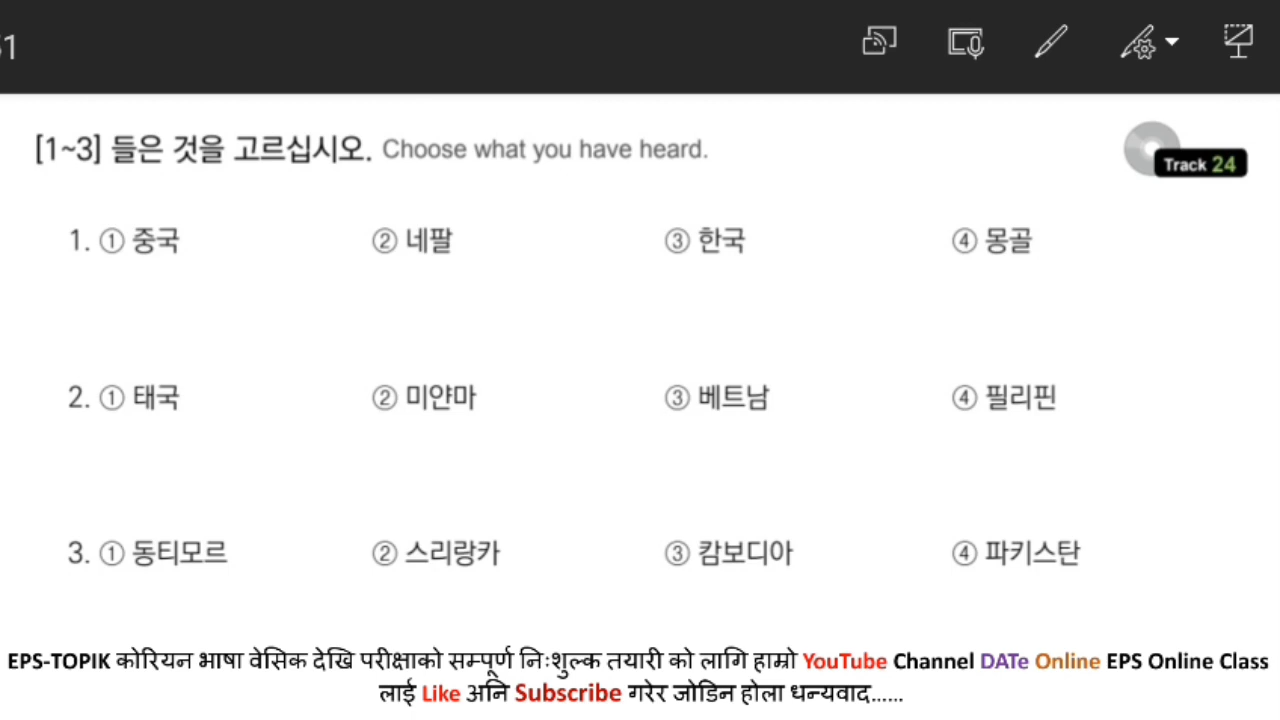 1
[1~3] 들은 것을 고르십시오. Choose what you have heard.
Track 24
1. ① 중국 ② 네팔 ③ 한국 ④ 몽골
2. ① 태국 ② 미얀마 ③ 베트남 ④ 필리핀
3. ① 동티모르 ② 스리랑카 ③ 캄보디아 ④ 파키스탄
EPS-TOPIK कोरियन भाषा वेसिक देखि परीक्षाको सम्पूर्ण निःशुल्क तयारी को लागि हाम्रो YouTube Channel DATe Online EPS Online Class
लाई Like अनि Subscribe गरेर जोडिन होला धन्यवाद......